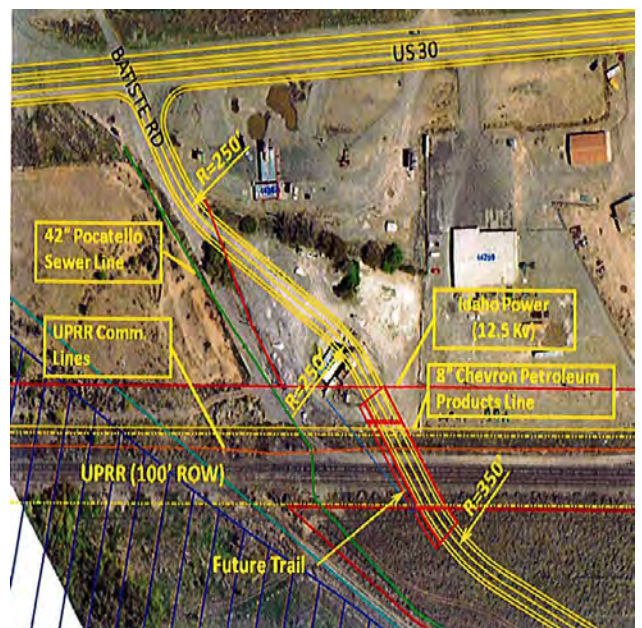 US 30
BATISTE RD
R=250'
42" Pocatello
Sewer Line
Idaho Power
(12.5 Kv)
UPRR Comm.
Lines
R=250'
8" Chevron Petroleum
Products Line
UPRR (100' ROW)
R=350'
Future Trail